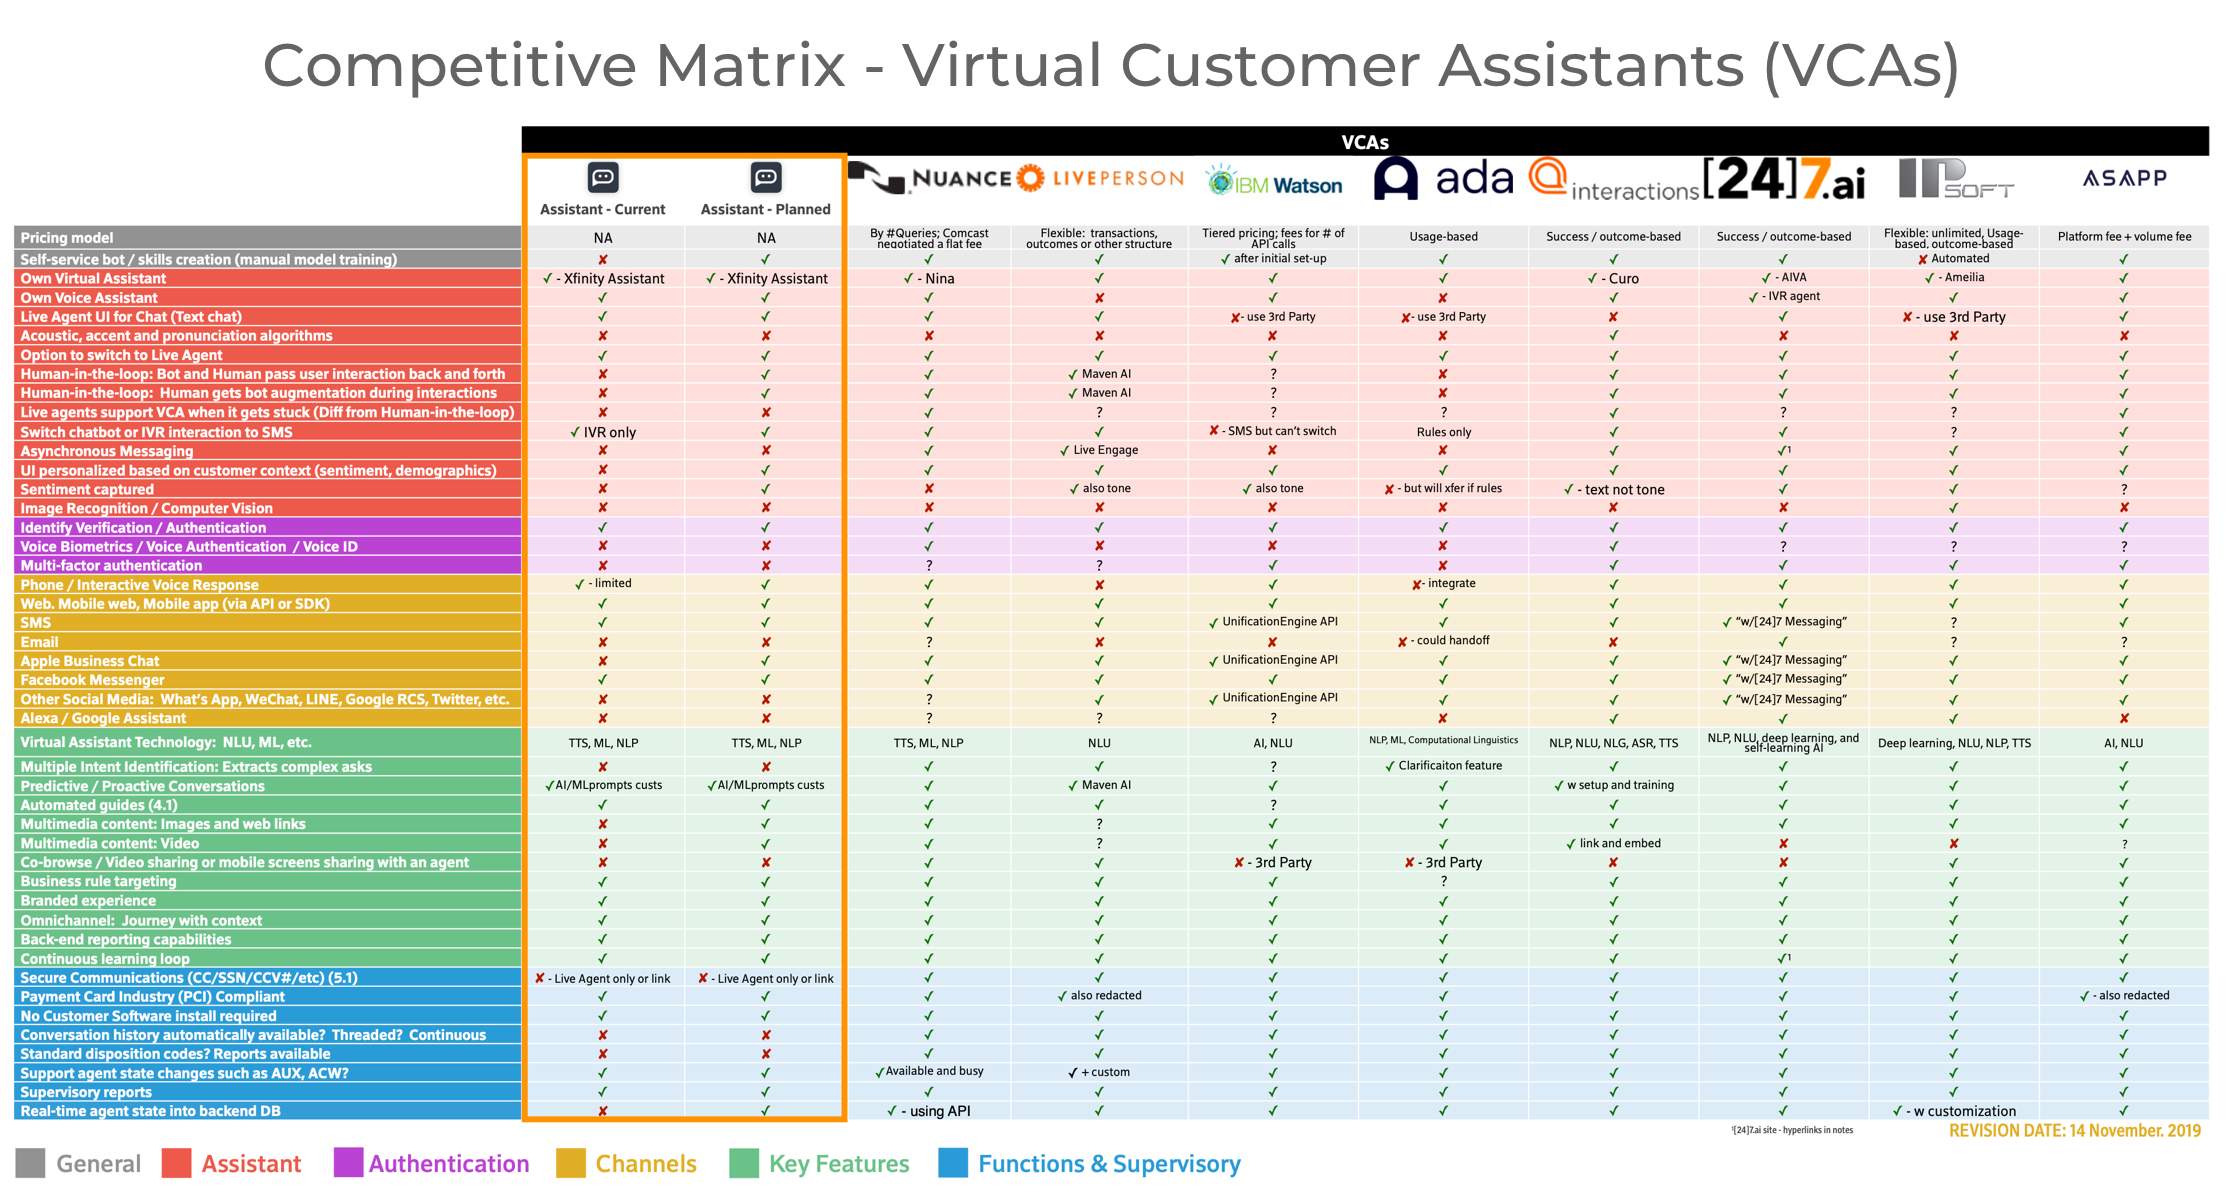 Competitive Matrix - Virtual Customer Assistants (VCAs)
VCAs
Assistant - Current Assistant - Planned NUANCE LIVEPERSON IBM Watson ada interactions [24]7.ai IPSOFT ASAPP
Pricing model NA NA By #Queries; Comcast negotiated a flat fee Flexible: transactions, outcomes or other structure Tiered pricing; fees for # of API calls Usage-based Success / outcome-based Success / outcome-based Flexible: unlimited, Usage-based, outcome-based Platform fee + volume fee
Self-service bot / skills creation (manual model training) ✘ ✓ ✓ ✓ ✓ after initial set-up ✓ ✓ ✓ ✘ Automated ✓
Own Virtual Assistant ✓ - Xfinity Assistant ✓ - Xfinity Assistant ✓ - Nina ✓ ✓ ✓ ✓ - Curo ✓ - AIVA ✓ - Ameilia ✓
Own Voice Assistant ✓ ✓ ✓ ✘ ✓ ✘ ✓ ✓ - IVR agent ✓ ✓
Live Agent UI for Chat (Text chat) ✓ ✓ ✓ ✓ ✘- use 3rd Party ✘- use 3rd Party ✘ ✓ ✘ - use 3rd Party ✓
Acoustic, accent and pronunciation algorithms ✘ ✘ ✘ ✘ ✘ ✘ ✓ ✘ ✘ ✘
Option to switch to Live Agent ✓ ✓ ✓ ✓ ✓ ✓ ✓ ✓ ✓ ✓
Human-in-the-loop: Bot and Human pass user interaction back and forth ✘ ✓ ✓ ✓ Maven AI ? ✘ ✓ ✓ ✓ ✓
Human-in-the-loop: Human gets bot augmentation during interactions ✘ ✓ ✓ ✓ Maven AI ? ✘ ✓ ✓ ✓ ✓
Live agents support VCA when it gets stuck (Diff from Human-in-the-loop) ✘ ✘ ✓ ? ? ? ✓ ? ? ✓
Switch chatbot or IVR interaction to SMS ✓ IVR only ✓ ✓ ✓ ✘ - SMS but can't switch Rules only ✓ ✓ ? ✓
Asynchronous Messaging ✘ ✘ ✓ ✓ Live Engage ✘ ✘ ✓ ✓¹ ✓ ✓
UI personalized based on customer context (sentiment, demographics) ✘ ✓ ✓ ✓ ✓ ✓ ✓ ✓ ✓ ✓
Sentiment captured ✘ ✓ ✘ ✓ also tone ✓ also tone ✘ - but will xfer if rules ✓ - text not tone ✓ ✓ ?
Image Recognition / Computer Vision ✘ ✘ ✘ ✘ ✘ ✘ ✘ ✘ ✓ ✘
Identify Verification / Authentication ✓ ✓ ✓ ✓ ✓ ✓ ✓ ✓ ✓ ✓
Voice Biometrics / Voice Authentication / Voice ID ✘ ✘ ✓ ✘ ✘ ✘ ✓ ? ? ?
Multi-factor authentication ✘ ✘ ? ? ✓ ✘ ✓ ✓ ✓ ✓
Phone / Interactive Voice Response ✓ - limited ✓ ✓ ✘ ✓ ✘- integrate ✓ ✓ ✓ ✓
Web. Mobile web, Mobile app (via API or SDK) ✓ ✓ ✓ ✓ ✓ ✓ ✓ ✓ ✓ ✓
SMS ✓ ✓ ✓ ✓ ✓ UnificationEngine API ✓ ✓ ✓ "w/[24]7 Messaging" ? ✓
Email ✘ ✘ ? ✘ ✘ ✘ - could handoff ✘ ✓ ? ?
Apple Business Chat ✘ ✓ ✓ ✓ ✓ UnificationEngine API ✓ ✓ ✓ "w/[24]7 Messaging" ✓ ✓
Facebook Messenger ✓ ✓ ✓ ✓ ✓ ✓ ✓ ✓ "w/[24]7 Messaging" ✓ ✓
Other Social Media: What's App, WeChat, LINE, Google RCS, Twitter, etc. ✘ ✘ ? ✓ ✓ UnificationEngine API ✓ ✓ ✓ "w/[24]7 Messaging" ✓ ✓
Alexa / Google Assistant ✘ ✘ ? ? ? ✘ ✓ ✓ ✓ ✘
Virtual Assistant Technology: NLU, ML, etc. TTS, ML, NLP TTS, ML, NLP TTS, ML, NLP NLU AI, NLU NLP, ML, Computational Linguistics NLP, NLU, NLG, ASR, TTS NLP, NLU, deep learning, and self-learning AI Deep learning, NLU, NLP, TTS AI, NLU
Multiple Intent Identification: Extracts complex asks ✘ ✘ ✓ ✓ ? ✓ Clarificaiton feature ✓ ✓ ✓ ✓
Predictive / Proactive Conversations ✓AI/MLprompts custs ✓AI/MLprompts custs ✓ ✓ Maven AI ✓ ✓ ✓ w setup and training ✓ ✓ ✓
Automated guides (4.1) ✓ ✓ ✓ ✓ ? ✓ ✓ ✓ ✓ ✓
Multimedia content: Images and web links ✘ ✓ ✓ ? ✓ ✓ ✓ ✓ ✓ ✓
Multimedia content: Video ✘ ✓ ✓ ? ✓ ✓ ✓ link and embed ✘ ✘ ?
Co-browse / Video sharing or mobile screens sharing with an agent ✘ ✘ ✓ ✓ ✘ - 3rd Party ✘ - 3rd Party ✘ ✘ ✓ ✓
Business rule targeting ✓ ✓ ✓ ✓ ✓ ? ✓ ✓ ✓ ✓
Branded experience ✓ ✓ ✓ ✓ ✓ ✓ ✓ ✓ ✓ ✓
Omnichannel: Journey with context ✓ ✓ ✓ ✓ ✓ ✓ ✓ ✓ ✓ ✓
Back-end reporting capabilities ✓ ✓ ✓ ✓ ✓ ✓ ✓ ✓ ✓ ✓
Continuous learning loop ✓ ✓ ✓ ✓ ✓ ✓ ✓ ✓¹ ✓ ✓
Secure Communications (CC/SSN/CCV#/etc) (5.1) ✘ - Live Agent only or link ✘ - Live Agent only or link ✓ ✓ ✓ ✓ ✓ ✓ ✓ ✓
Payment Card Industry (PCI) Compliant ✓ ✓ ✓ ✓ also redacted ✓ ✓ ✓ ✓ ✓ ✓ - also redacted
No Customer Software install required ✓ ✓ ✓ ✓ ✓ ✓ ✓ ✓ ✓ ✓
Conversation history automatically available? Threaded? Continuous ✘ ✘ ✓ ✓ ✓ ✓ ✓ ✓ ✓ ✓
Standard disposition codes? Reports available ✘ ✘ ✓ ✓ ✓ ✓ ✓ ✓ ✓ ✓
Support agent state changes such as AUX, ACW? ✓ ✓ ✓Available and busy ✓ + custom ✓ ✓ ✓ ✓ ✓ ✓
Supervisory reports ✓ ✓ ✓ ✓ ✓ ✓ ✓ ✓ ✓ ✓
Real-time agent state into backend DB ✘ ✓ ✓ - using API ✓ ✓ ✓ ✓ ✓ ✓ - w customization ✓
¹[24]7.ai site - hyperlinks in notes REVISION DATE: 14 November. 2019
General Assistant Authentication Channels Key Features Functions & Supervisory